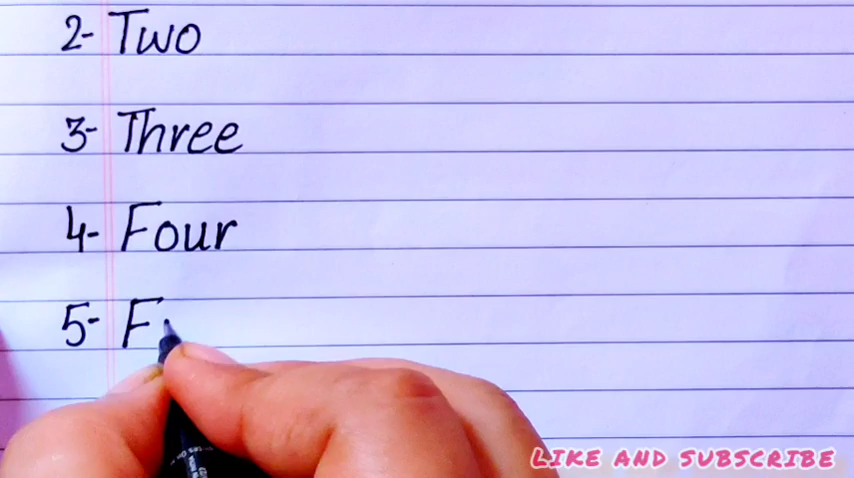 2- Two
3- Three
4- Four
5- F
LIKE AND SUBSCRIBE